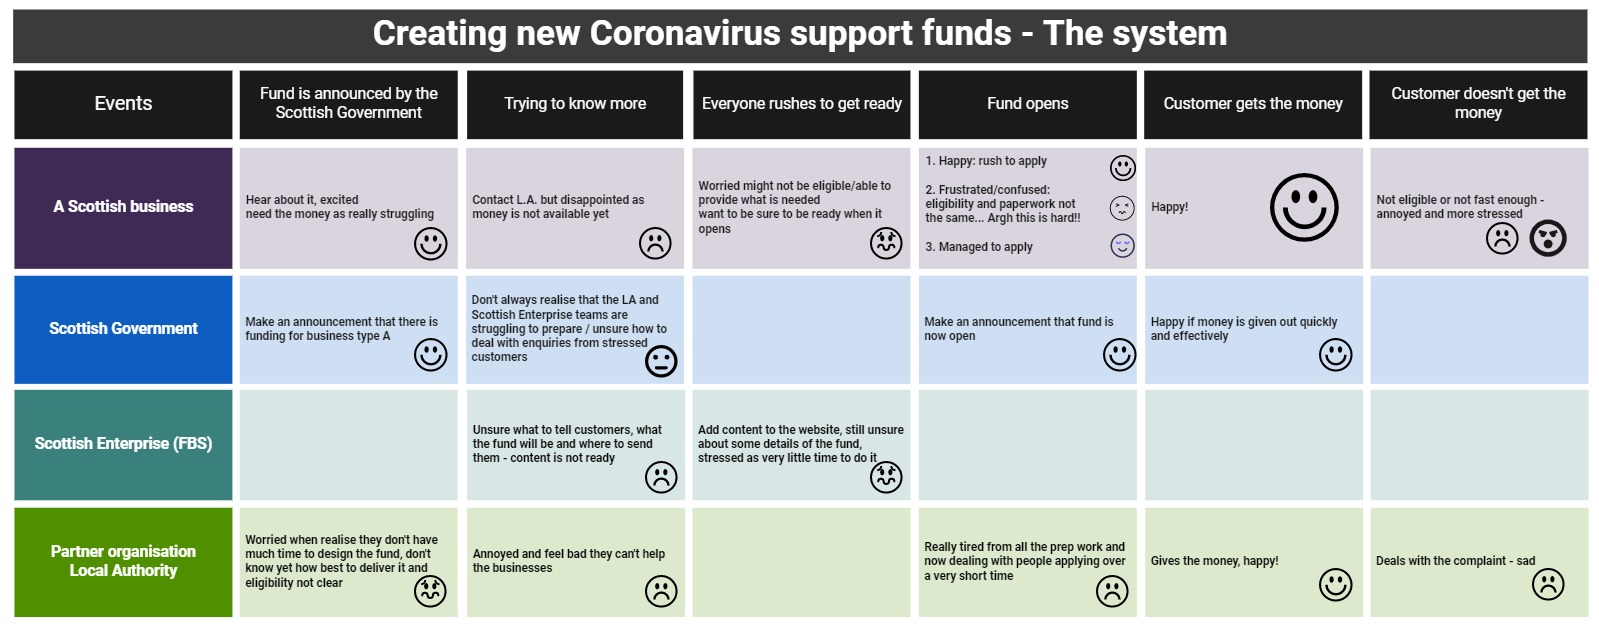 Creating new Coronavirus support funds - The system
Events
Fund is announced by the
Scottish Government
Trying to know more
Everyone rushes to get ready
Fund opens
Customer gets the money
Customer doesn't get the
money
A Scottish business
Hear about it, excited
need the money as really struggling
Contact L.A. but disappointed as
money is not available yet
Worried might not be eligible/able to
provide what is needed
want to be sure to be ready when it
opens
1. Happy: rush to apply
2. Frustrated/confused:
eligibility and paperwork not
the same... Argh this is hard!!
3. Managed to apply
Happy!
Not eligible or not fast enough -
annoyed and more stressed
Scottish Government
Make an announcement that there is
funding for business type A
Don't always realise that the LA and
Scottish Enterprise teams are
struggling to prepare / unsure how to
deal with enquiries from stressed
customers
Make an announcement that fund is
now open
Happy if money is given out quickly
and effectively
Scottish Enterprise (FBS)
Unsure what to tell customers, what
the fund will be and where to send
them - content is not ready
Add content to the website, still unsure
about some details of the fund,
stressed as very little time to do it
Partner organisation
Local Authority
Worried when realise they don't have
much time to design the fund, don't
know yet how best to deliver it and
eligibility not clear
Annoyed and feel bad they can't help
the businesses
Really tired from all the prep work and
now dealing with people applying over
a very short time
Gives the money, happy!
Deals with the complaint - sad